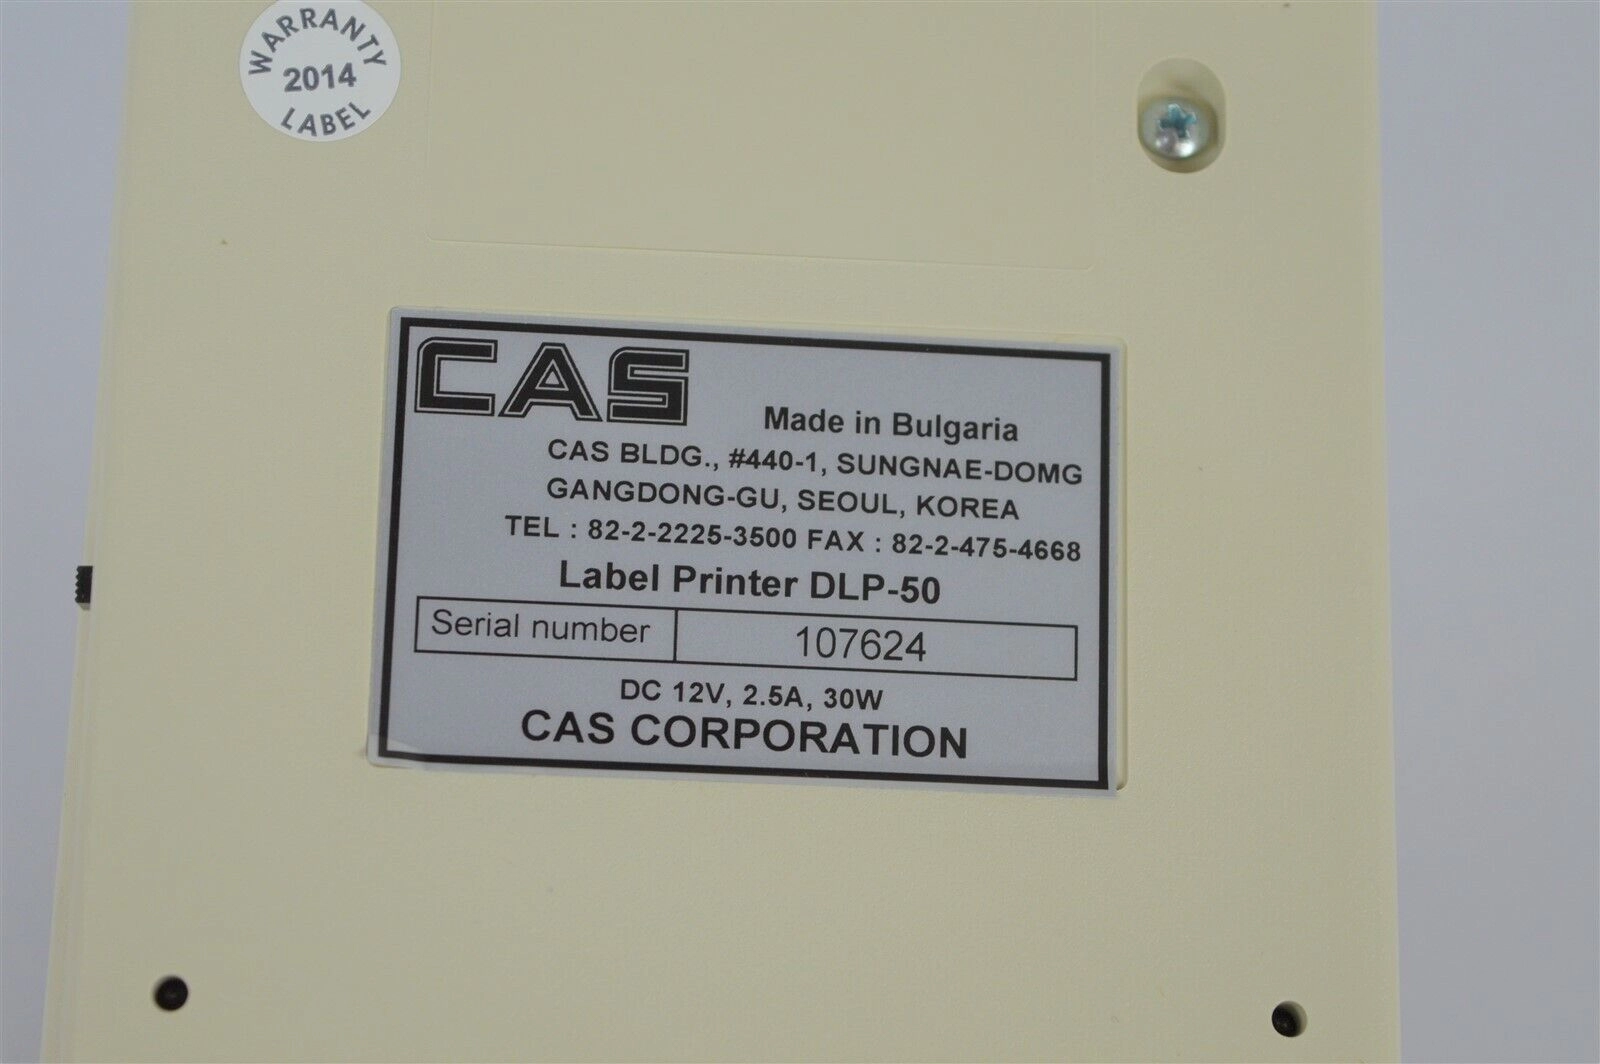 WARRANTY
2014
LABEL
CAS
Made in Bulgaria
CAS BLDG., #440-1, SUNGNAE-DOMG
GANGDONG-GU, SEOUL, KOREA
TEL : 82-2-2225-3500 FAX : 82-2-475-4668
Label Printer DLP-50
Serial number 107624
DC 12V, 2.5A, 30W
CAS CORPORATION